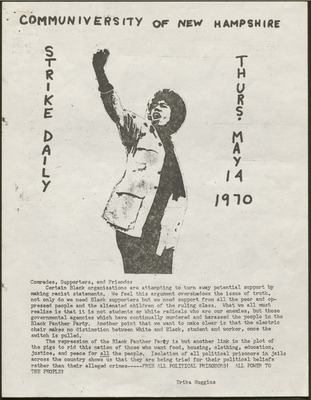 COMMUNIVERSITY OF NEW HAMPSHIRE
STRIKE DAILY
THURS. MAY 14 1970
Comrades, Supporters, and Friends:
Certain Black organizations are attempting to turn away potential support by
making racist statements. We feel this argument overshadows the issue of truth,
not only do we need Black supporters but we need support from all the poor and op-
pressed people and the alienated children of the ruling class. What we all must
realize is that it is not students or White radicals who are our enemies, but those
governmental agencies which have continually murdered and harassed the people in the
Black Panther Party. Another point that we want to make clear is that the electric
chair makes no distinction between White and Black, student and worker, once the
switch is pulled.
The repression of the Black Panther Party is but another link in the plot of
the pigs to rid this nation of those who want food, housing, clothing, education,
justice, and peace for all the people. Isolation of all political prisoners in jails
across the country shows us that they are being tried for their political beliefs
rather than their alleged crimes-----FREE ALL POLITICAL PRISONERS! ALL POWER TO
THE PEOPLE!
Erika Huggins